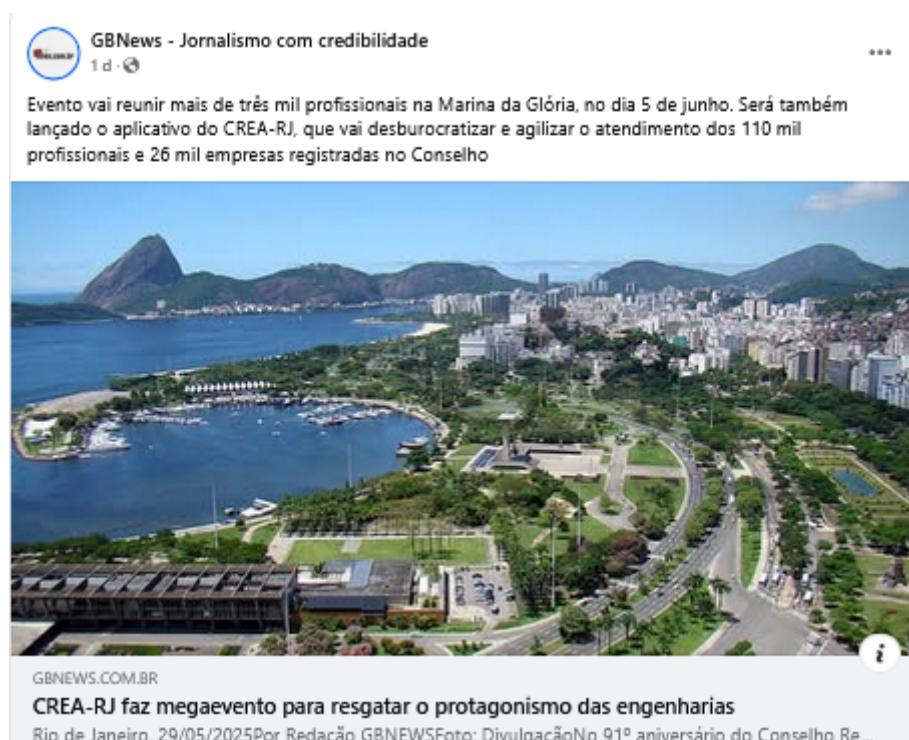 GBNews - Jornalismo com credibilidade
1 d ·
Evento vai reunir mais de três mil profissionais na Marina da Glória, no dia 5 de junho. Será também
lançado o aplicativo do CREA-RJ, que vai desburocratizar e agilizar o atendimento dos 110 mil
profissionais e 26 mil empresas registradas no Conselho
GBNEWS.COM.BR
CREA-RJ faz megaevento para resgatar o protagonismo das engenharias
Rio de Janeiro, 29/05/2025Por Redação GBNEWSFoto: DivulgaçãoNo 91º aniversário do Conselho Re...